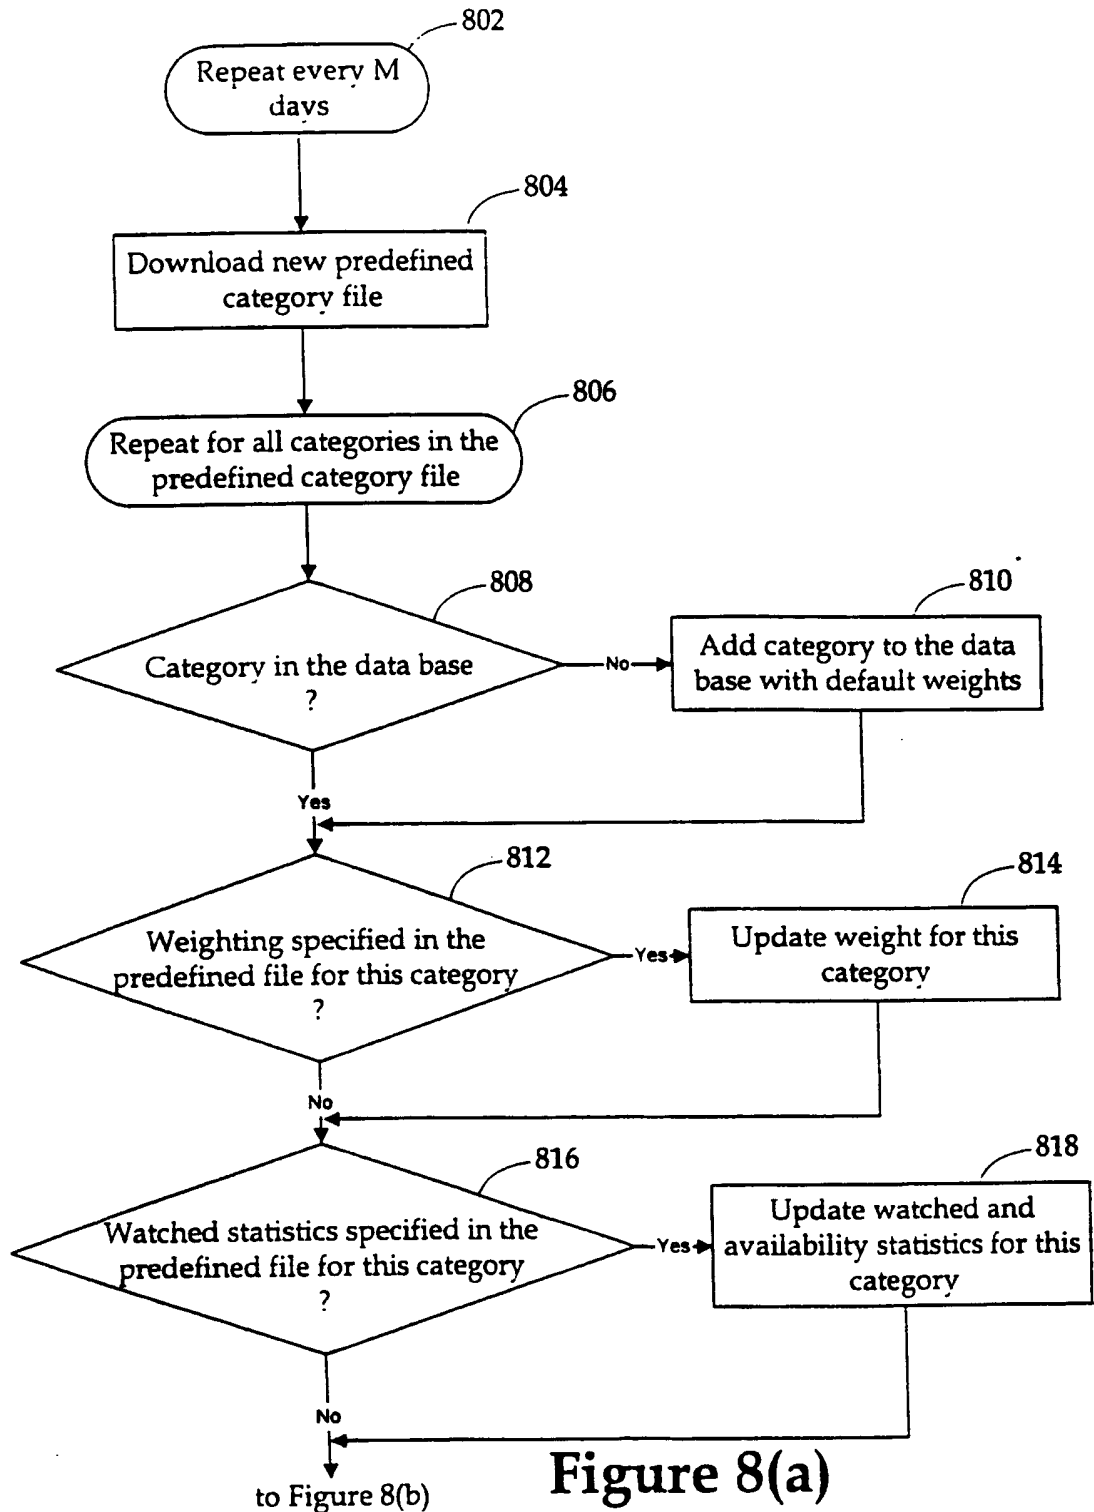 802
Repeat every M
days
804
Download new predefined
category file
806
Repeat for all categories in the
predefined category file
808
Category in the data base
?
No
810
Add category to the data
base with default weights
Yes
812
Weighting specified in the
predefined file for this category
?
Yes
814
Update weight for this
category
No
816
Watched statistics specified in the
predefined file for this category
?
Yes
818
Update watched and
availability statistics for this
category
No
to Figure 8(b)
Figure 8(a)